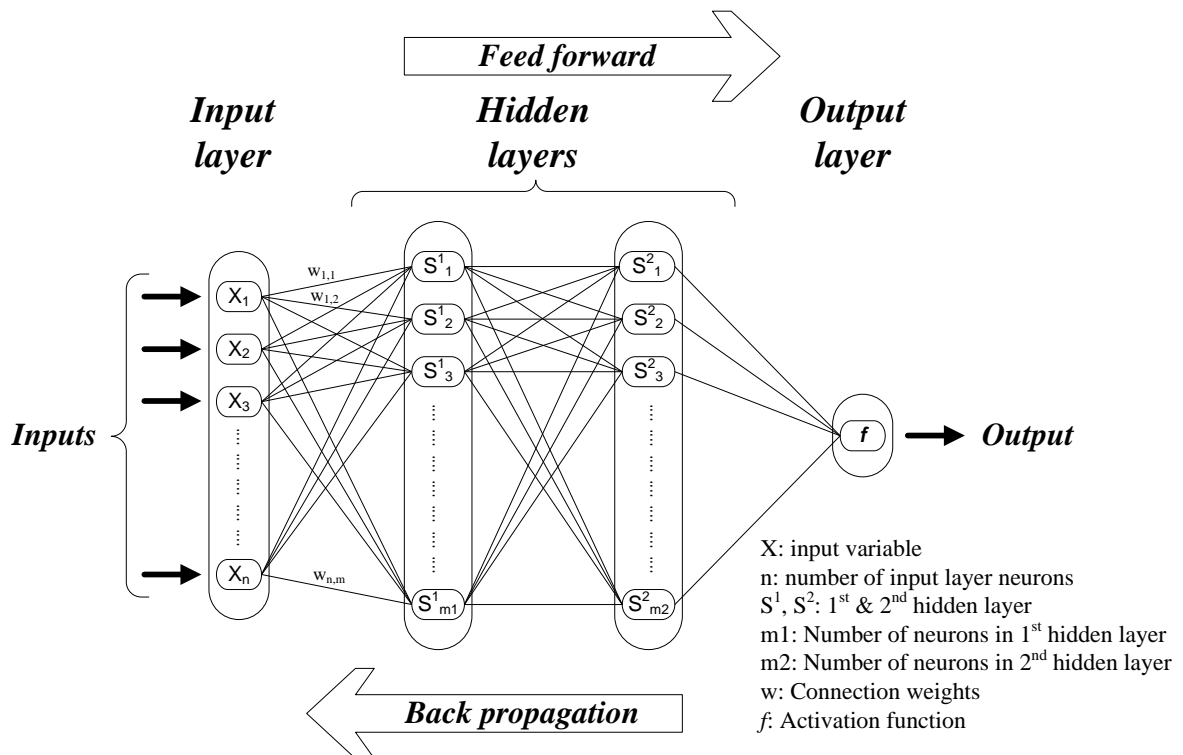 Feed forward
Input
layer
Hidden
layers
Output
layer
w₁,₁
w₁,₂
X₁
X₂
X₃
Xₙ
wₙ,ₘ
S¹₁
S¹₂
S¹₃
S¹ₘ₁
S²₁
S²₂
S²₃
S²ₘ₂
Inputs
f
Output
X: input variable
n: number of input layer neurons
S¹, S²: 1ˢᵗ & 2ⁿᵈ hidden layer
m1: Number of neurons in 1ˢᵗ hidden layer
m2: Number of neurons in 2ⁿᵈ hidden layer
w: Connection weights
f: Activation function
Back propagation